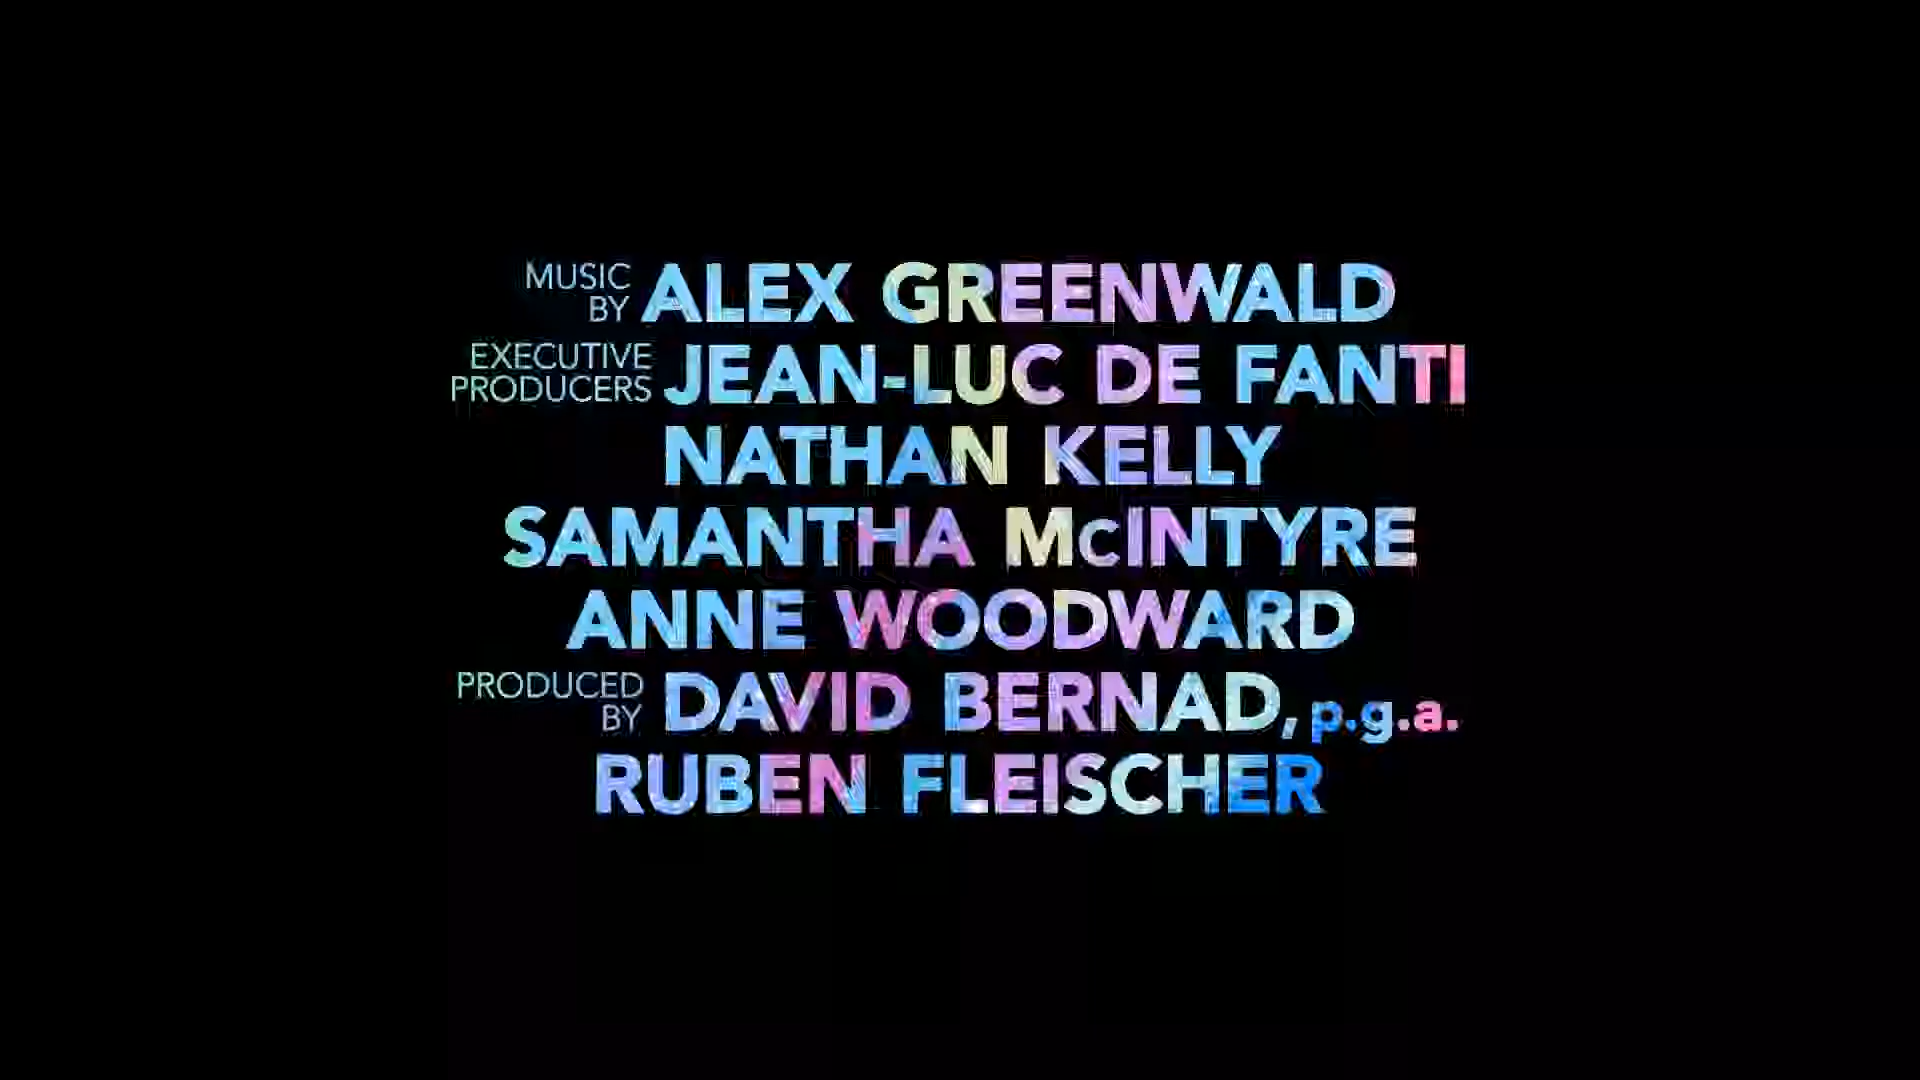 MUSIC BY ALEX GREENWALD
EXECUTIVE PRODUCERS JEAN-LUC DE FANTI
NATHAN KELLY
SAMANTHA McINTYRE
ANNE WOODWARD
PRODUCED BY DAVID BERNAD, p.g.a.
RUBEN FLEISCHER